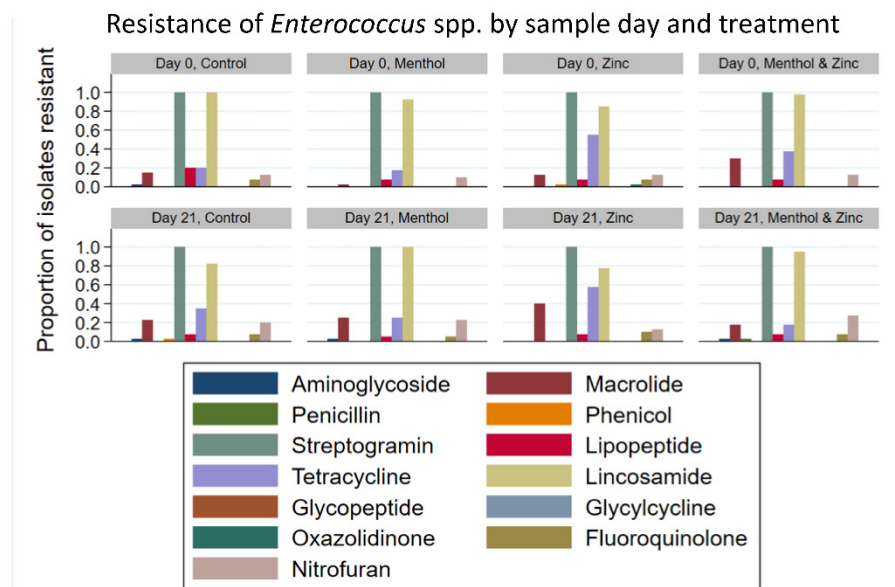 Resistance of Enterococcus spp. by sample day and treatment
Proportion of isolates resistant
Day 0, Control
Day 0, Menthol
Day 0, Zinc
Day 0, Menthol & Zinc
1.0
0.8
0.6
0.4
0.2
0.0
Day 21, Control
Day 21, Menthol
Day 21, Zinc
Day 21, Menthol & Zinc
1.0
0.8
0.6
0.4
0.2
0.0
Aminoglycoside
Macrolide
Penicillin
Phenicol
Streptogramin
Lipopeptide
Tetracycline
Lincosamide
Glycopeptide
Glycylcycline
Oxazolidinone
Fluoroquinolone
Nitrofuran